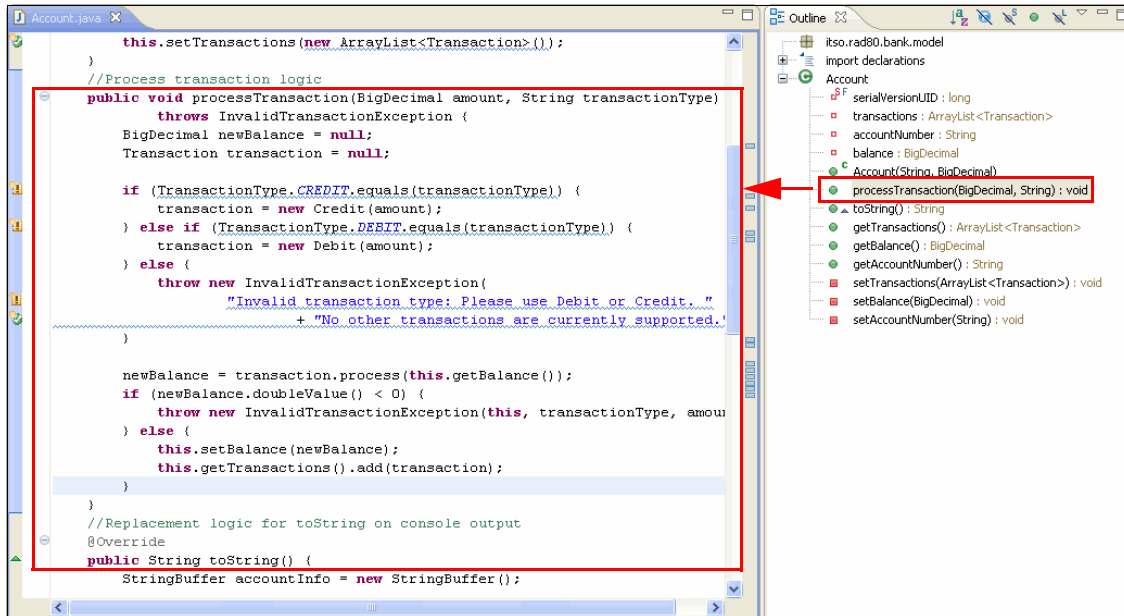 Account.java
this.setTransactions(new ArrayList<Transaction>());
}
//Process transaction logic
public void processTransaction(BigDecimal amount, String transactionType)
throws InvalidTransactionException {
BigDecimal newBalance = null;
Transaction transaction = null;
if (TransactionType.CREDIT.equals(transactionType)) {
transaction = new Credit(amount);
} else if (TransactionType.DEBIT.equals(transactionType)) {
transaction = new Debit(amount);
} else {
throw new InvalidTransactionException(
"Invalid transaction type: Please use Debit or Credit. "
+ "No other transactions are currently supported."
}
newBalance = transaction.process(this.getBalance());
if (newBalance.doubleValue() < 0) {
throw new InvalidTransactionException(this, transactionType, amou
} else {
this.setBalance(newBalance);
this.getTransactions().add(transaction);
}
}
//Replacement logic for toString on console output
@Override
public String toString() {
StringBuffer accountInfo = new StringBuffer();
Outline
itso.rad80.bank.model
import declarations
Account
serialVersionUID : long
transactions : ArrayList<Transaction>
accountNumber : String
balance : BigDecimal
Account(String, BigDecimal)
processTransaction(BigDecimal, String) : void
toString() : String
getTransactions() : ArrayList<Transaction>
getBalance() : BigDecimal
getAccountNumber() : String
setTransactions(ArrayList<Transaction>) : void
setBalance(BigDecimal) : void
setAccountNumber(String) : void